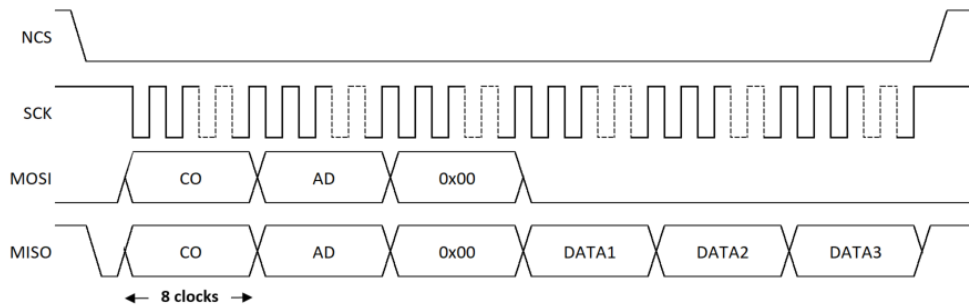 NCS
SCK
MOSI CO AD 0x00
MISO CO AD 0x00 DATA1 DATA2 DATA3
8 clocks